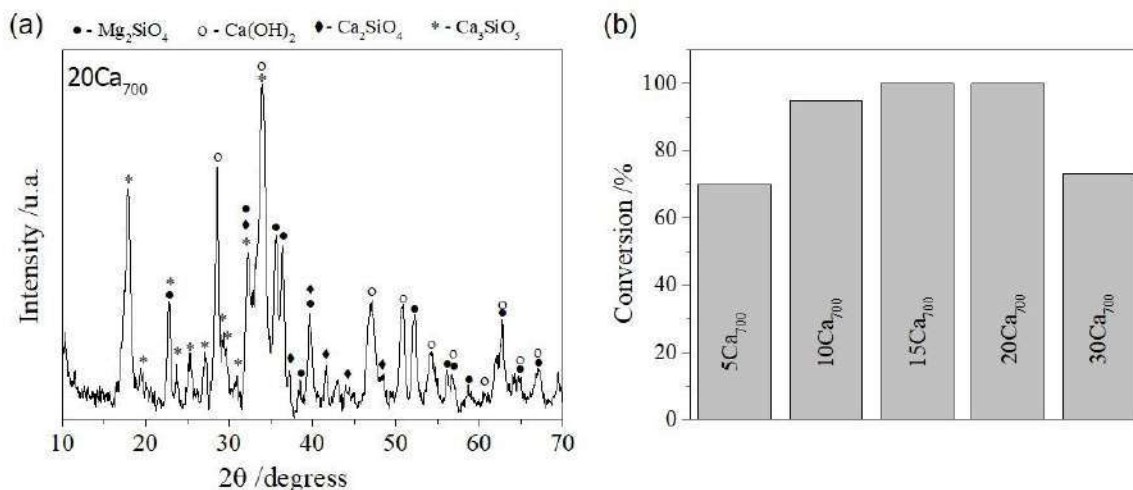 (a) ● - Mg₂SiO₄ ○ - Ca(OH)₂ ♦ - Ca₂SiO₄ * - Ca₃SiO₅
20Ca₇₀₀
Intensity /u.a.
10 20 30 40 50 60 70
2θ /degress
(b)
Conversion /%
100
80
60
40
20
0
5Ca₇₀₀ 10Ca₇₀₀ 15Ca₇₀₀ 20Ca₇₀₀ 30Ca₇₀₀